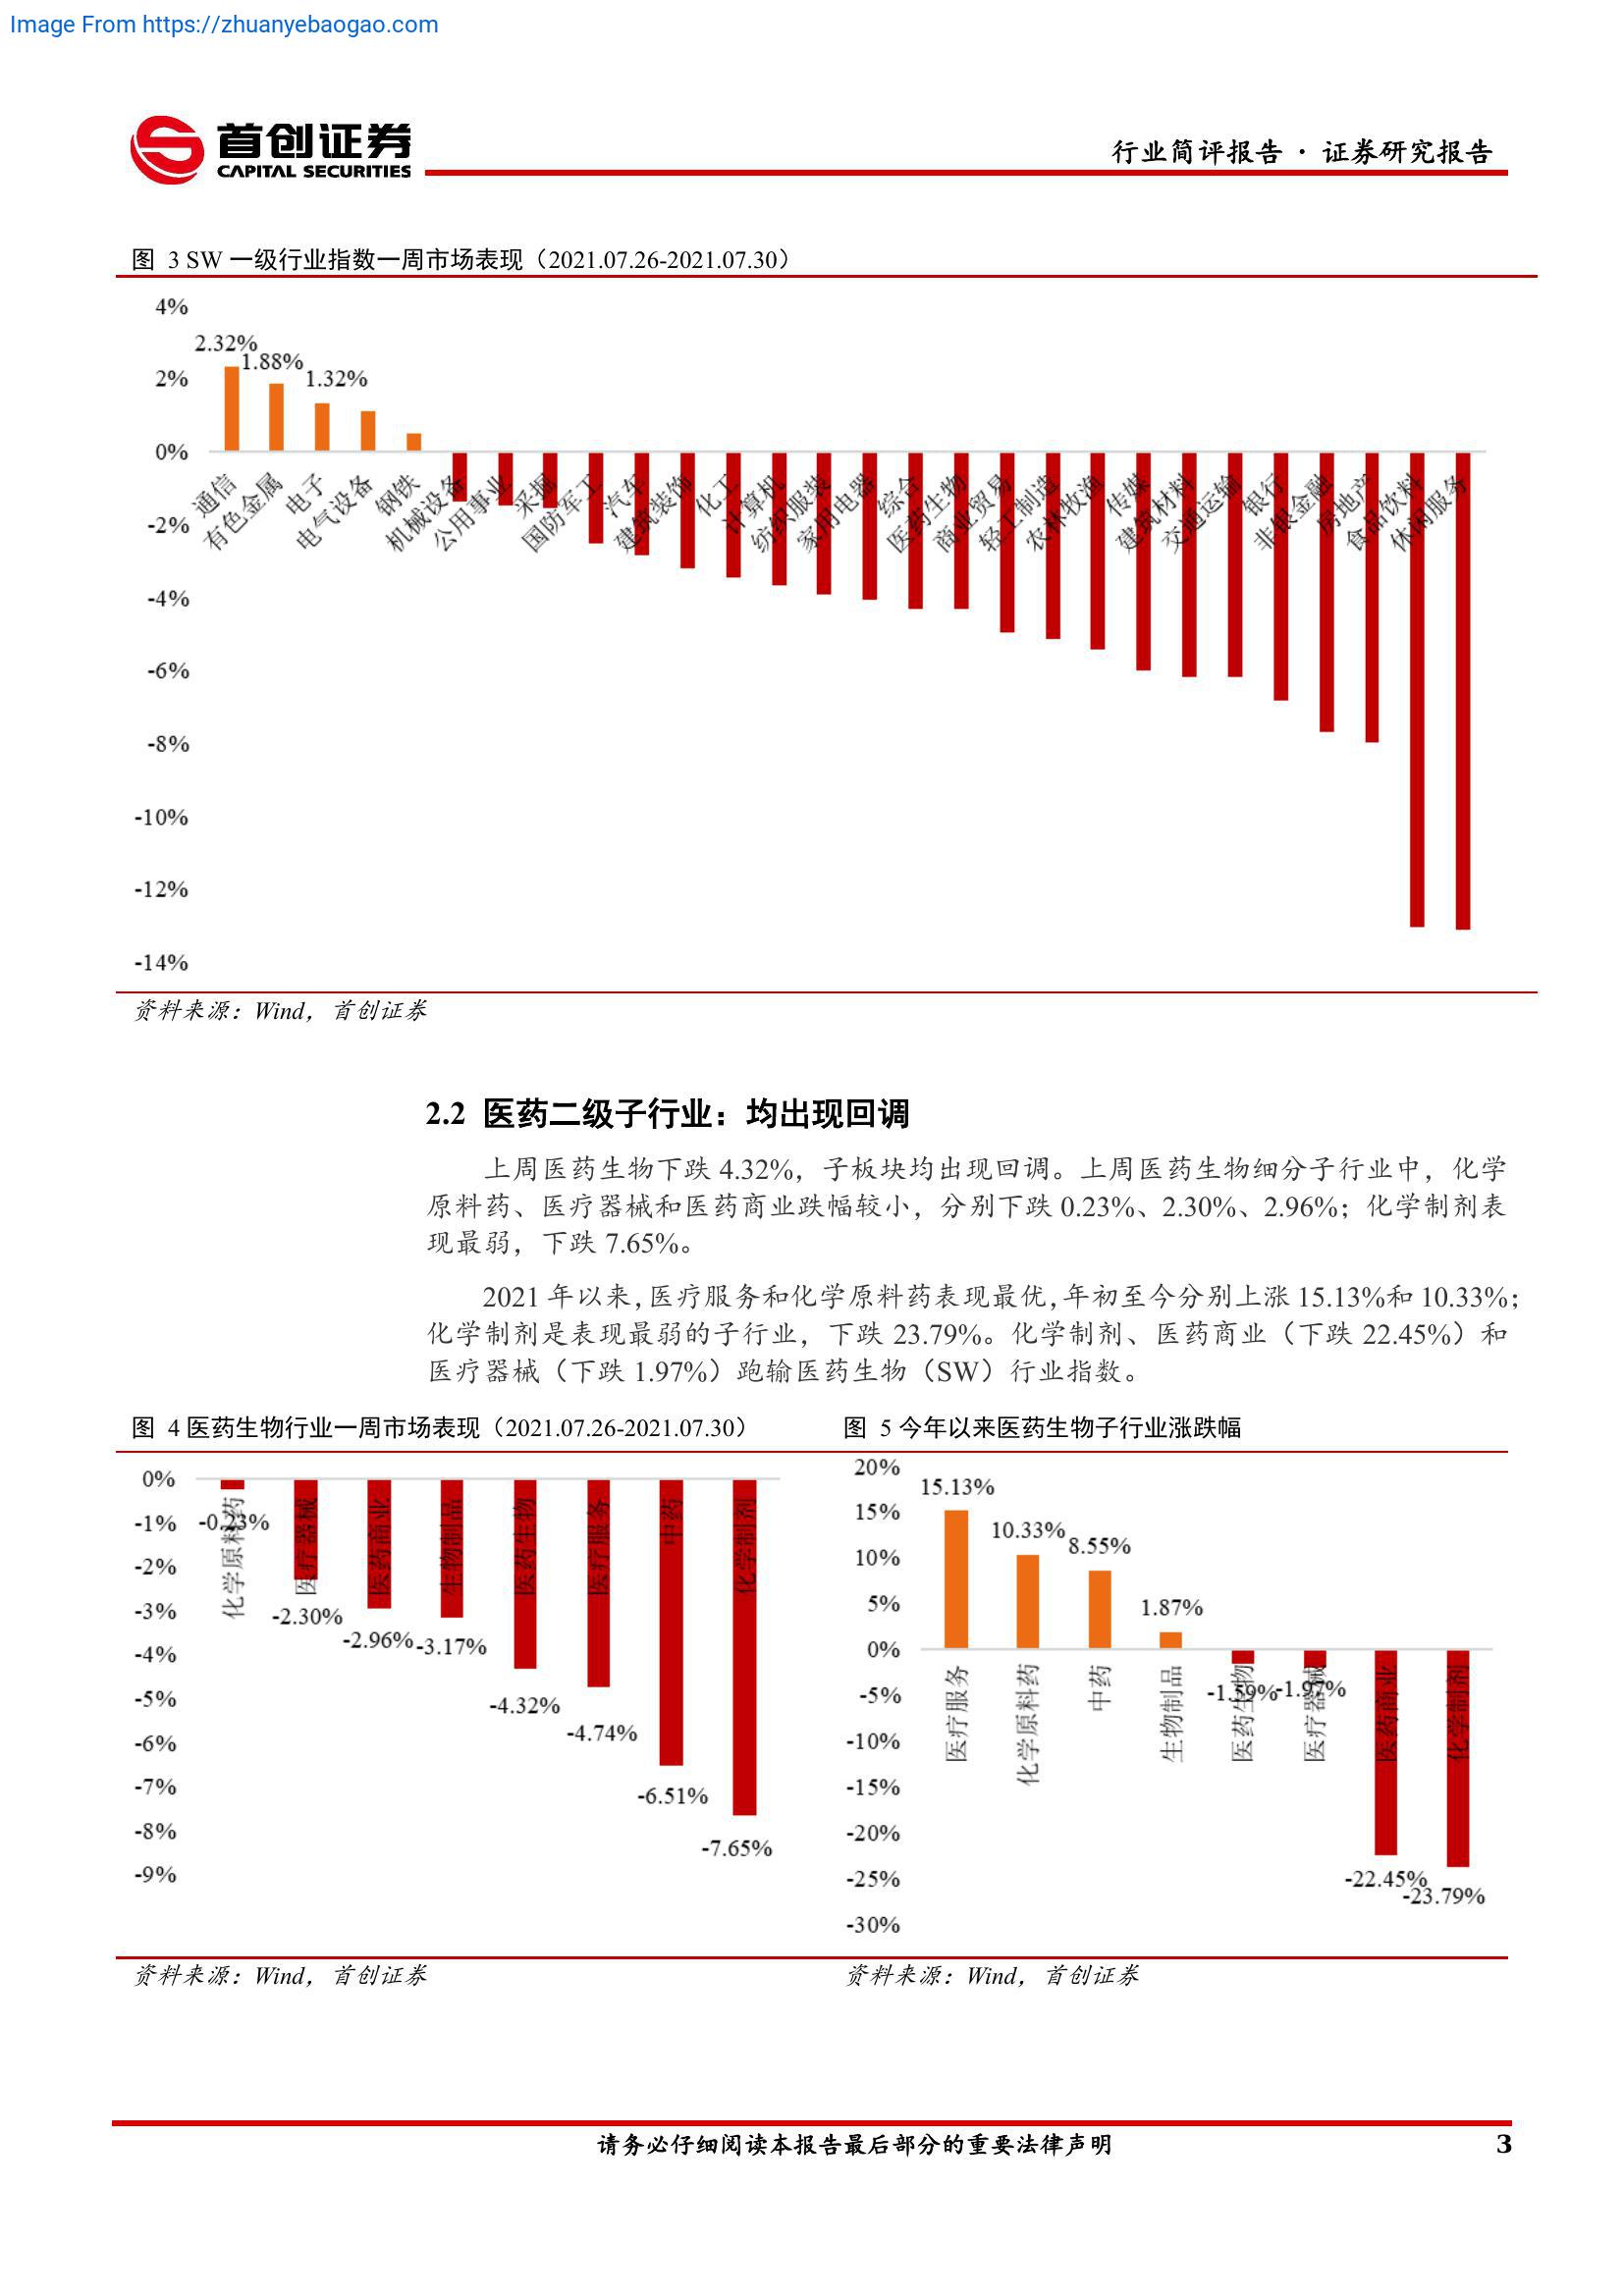 Image From https://zhuanyebaogao.com
首创证券
CAPITAL SECURITIES
行业简评报告 · 证券研究报告
图 3 SW 一级行业指数一周市场表现（2021.07.26-2021.07.30）
4%
2%
0%
-2%
-4%
-6%
-8%
-10%
-12%
-14%
2.32%
1.88%
1.32%
通信
有色金属
电子
电气设备
钢铁
机械设备
公用事业
采掘
国防军工
汽车
建筑装饰
化工
计算机
纺织服装
家用电器
综合
医药生物
商业贸易
轻工制造
农林牧渔
传媒
建筑材料
交通运输
银行
非银金融
房地产
食品饮料
休闲服务
资料来源：Wind，首创证券
2.2 医药二级子行业：均出现回调
上周医药生物下跌 4.32%，子板块均出现回调。上周医药生物细分子行业中，化学
原料药、医疗器械和医药商业跌幅较小，分别下跌 0.23%、2.30%、2.96%；化学制剂表
现最弱，下跌 7.65%。
2021 年以来，医疗服务和化学原料药表现最优，年初至今分别上涨 15.13%和 10.33%；
化学制剂是表现最弱的子行业，下跌 23.79%。化学制剂、医药商业（下跌 22.45%）和
医疗器械（下跌 1.97%）跑输医药生物（SW）行业指数。
图 4 医药生物行业一周市场表现（2021.07.26-2021.07.30）
0%
-1%
-2%
-3%
-4%
-5%
-6%
-7%
-8%
-9%
化学原料药
医疗器械
医药商业
生物制品
医药生物
医疗服务
中药
化学制剂
-0.23%
-2.30%
-2.96%
-3.17%
-4.32%
-4.74%
-6.51%
-7.65%
资料来源：Wind，首创证券
图 5 今年以来医药生物子行业涨跌幅
20%
15%
10%
5%
0%
-5%
-10%
-15%
-20%
-25%
-30%
15.13%
10.33%
8.55%
1.87%
-1.59%
-1.97%
-22.45%
-23.79%
医疗服务
化学原料药
中药
生物制品
医药生物
医疗器械
医药商业
化学制剂
资料来源：Wind，首创证券
请务必仔细阅读本报告最后部分的重要法律声明
3